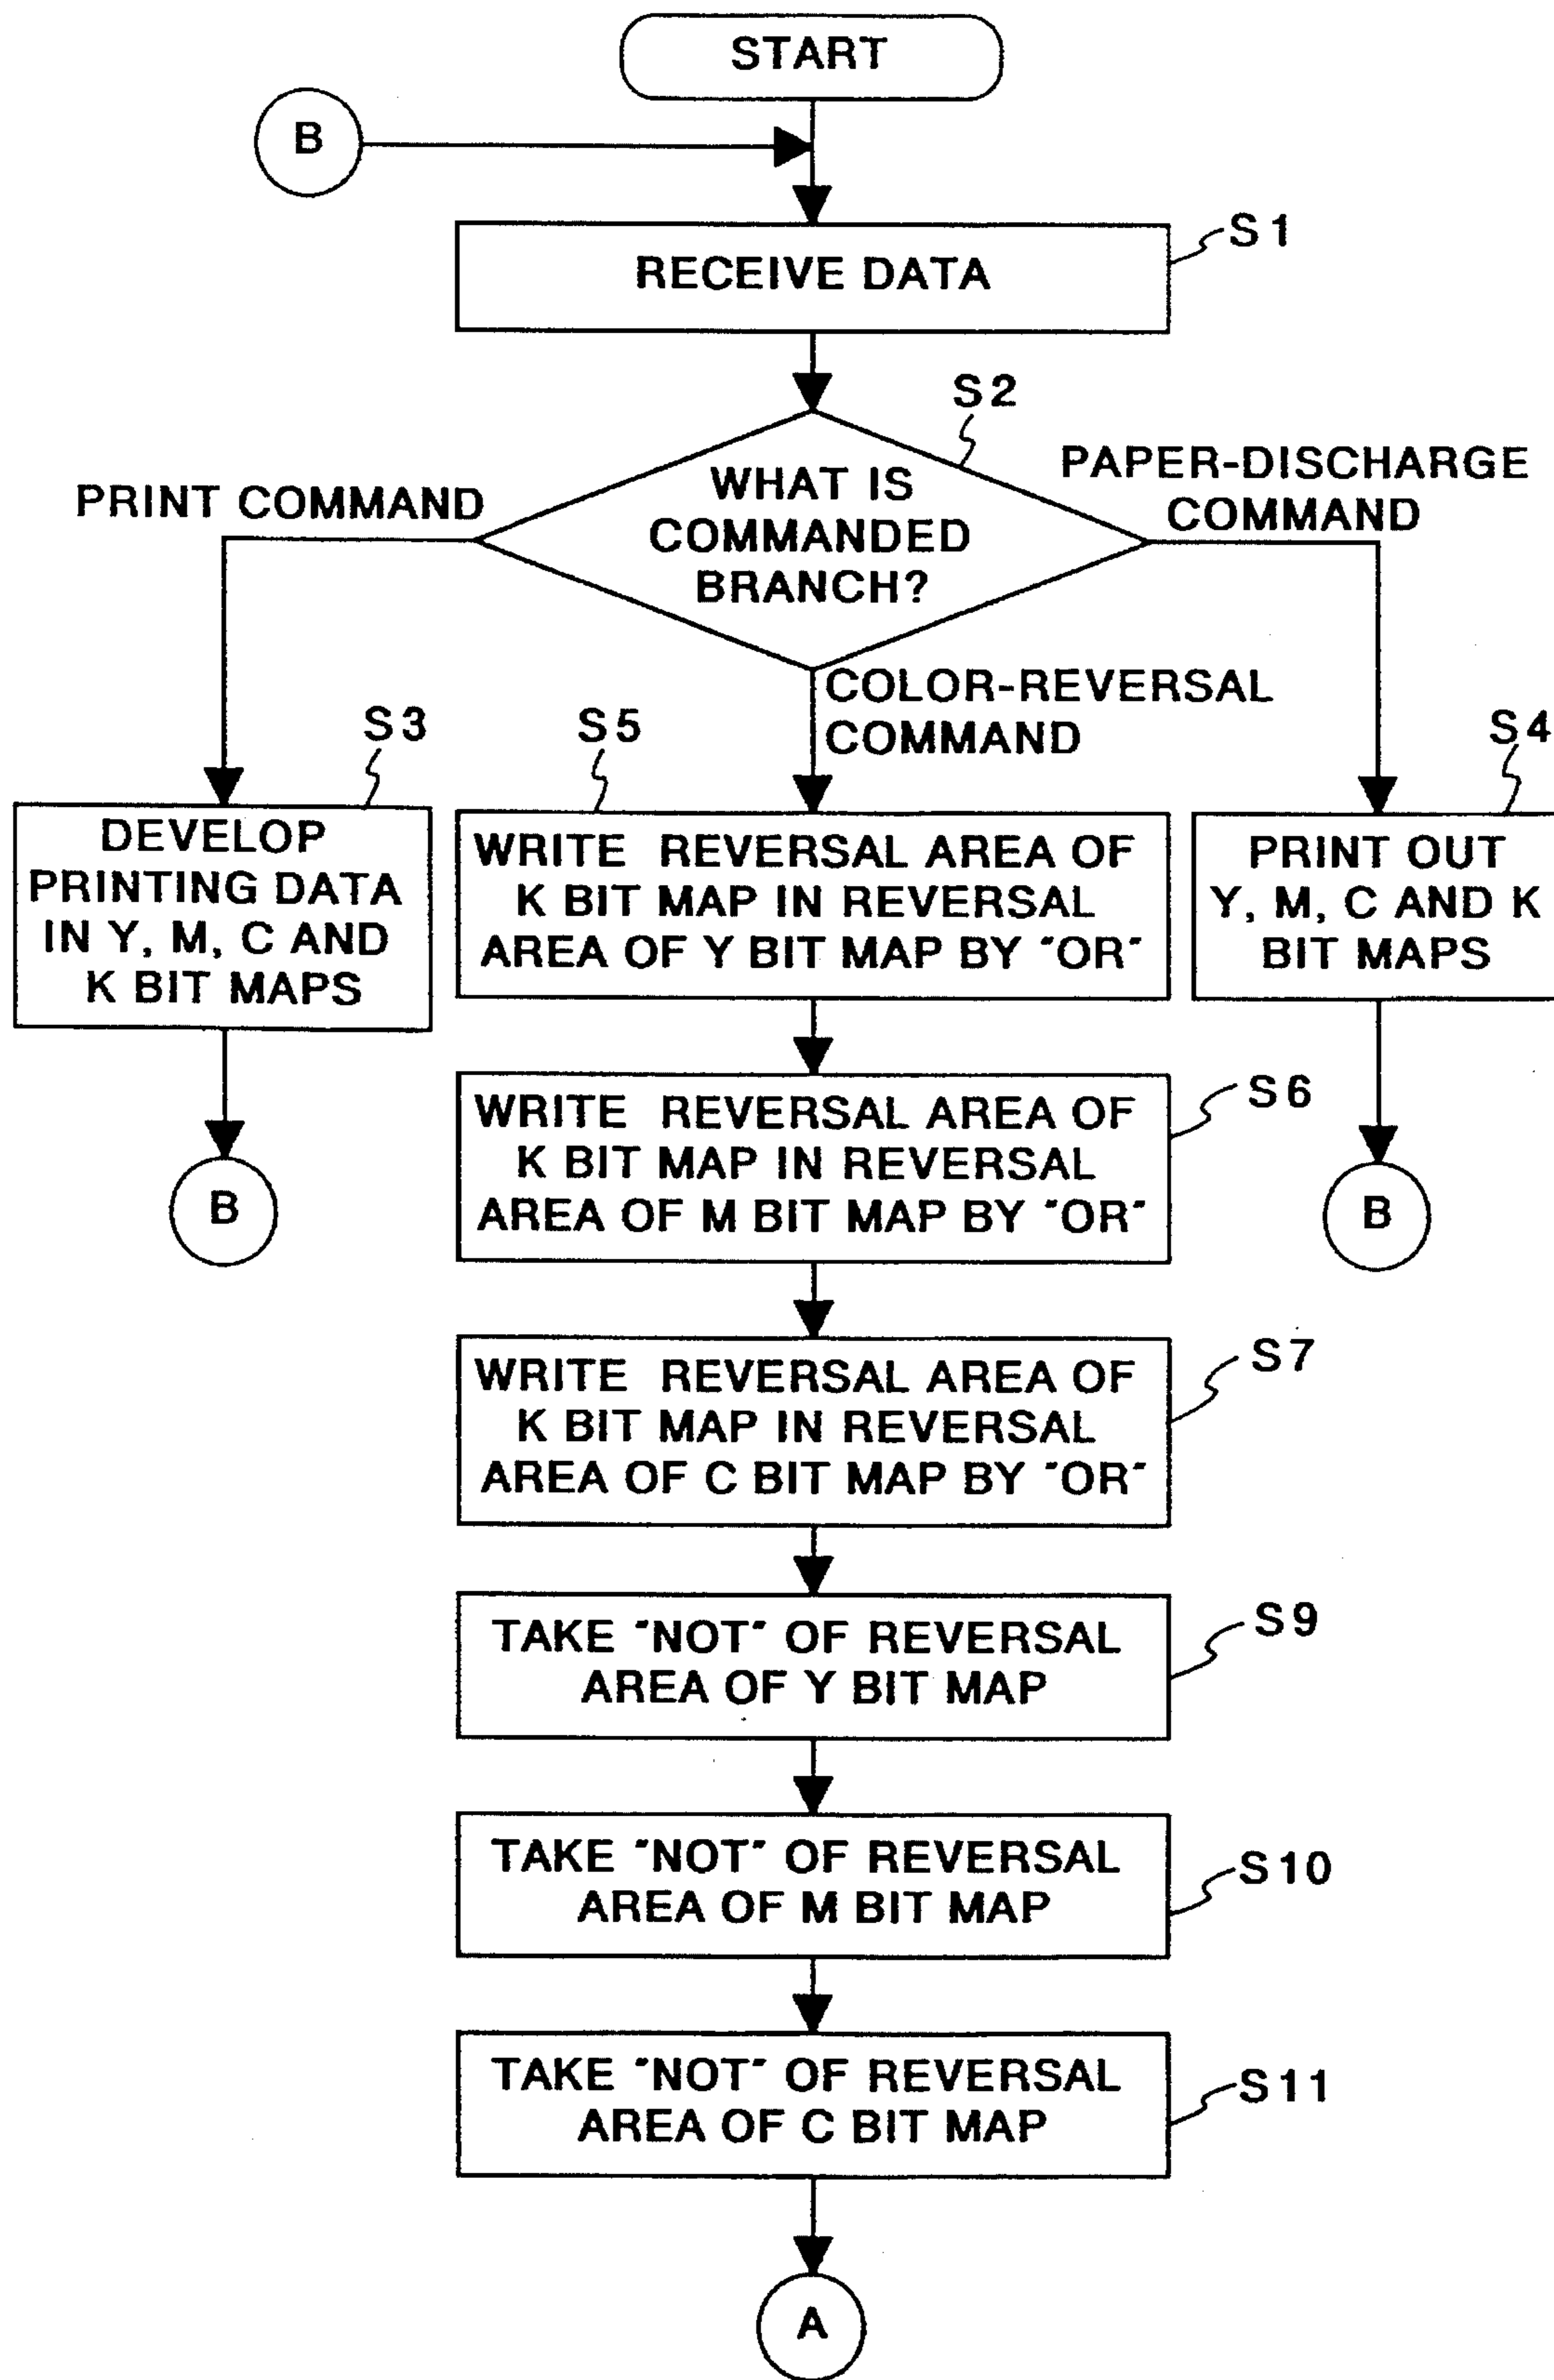 START
B
S1
RECEIVE DATA
S2
WHAT IS
COMMANDED
BRANCH?
PRINT COMMAND
PAPER-DISCHARGE
COMMAND
COLOR-REVERSAL
COMMAND
S3
DEVELOP
PRINTING DATA
IN Y, M, C AND
K BIT MAPS
B
S5
WRITE REVERSAL AREA OF
K BIT MAP IN REVERSAL
AREA OF Y BIT MAP BY "OR"
S4
PRINT OUT
Y, M, C AND K
BIT MAPS
B
S6
WRITE REVERSAL AREA OF
K BIT MAP IN REVERSAL
AREA OF M BIT MAP BY "OR"
S7
WRITE REVERSAL AREA OF
K BIT MAP IN REVERSAL
AREA OF C BIT MAP BY "OR"
S9
TAKE "NOT" OF REVERSAL
AREA OF Y BIT MAP
S10
TAKE "NOT" OF REVERSAL
AREA OF M BIT MAP
S11
TAKE "NOT" OF REVERSAL
AREA OF C BIT MAP
A